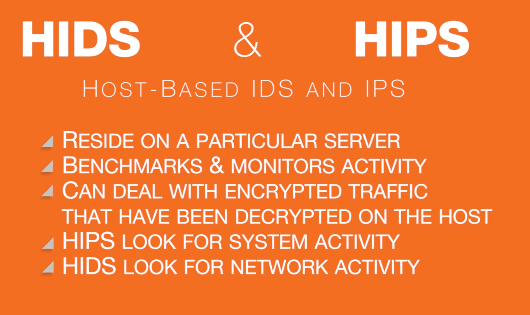 HIDS & HIPS
HOST-BASED IDS AND IPS
RESIDE ON A PARTICULAR SERVER
BENCHMARKS & MONITORS ACTIVITY
CAN DEAL WITH ENCRYPTED TRAFFIC
THAT HAVE BEEN DECRYPTED ON THE HOST
HIPS LOOK FOR SYSTEM ACTIVITY
HIDS LOOK FOR NETWORK ACTIVITY